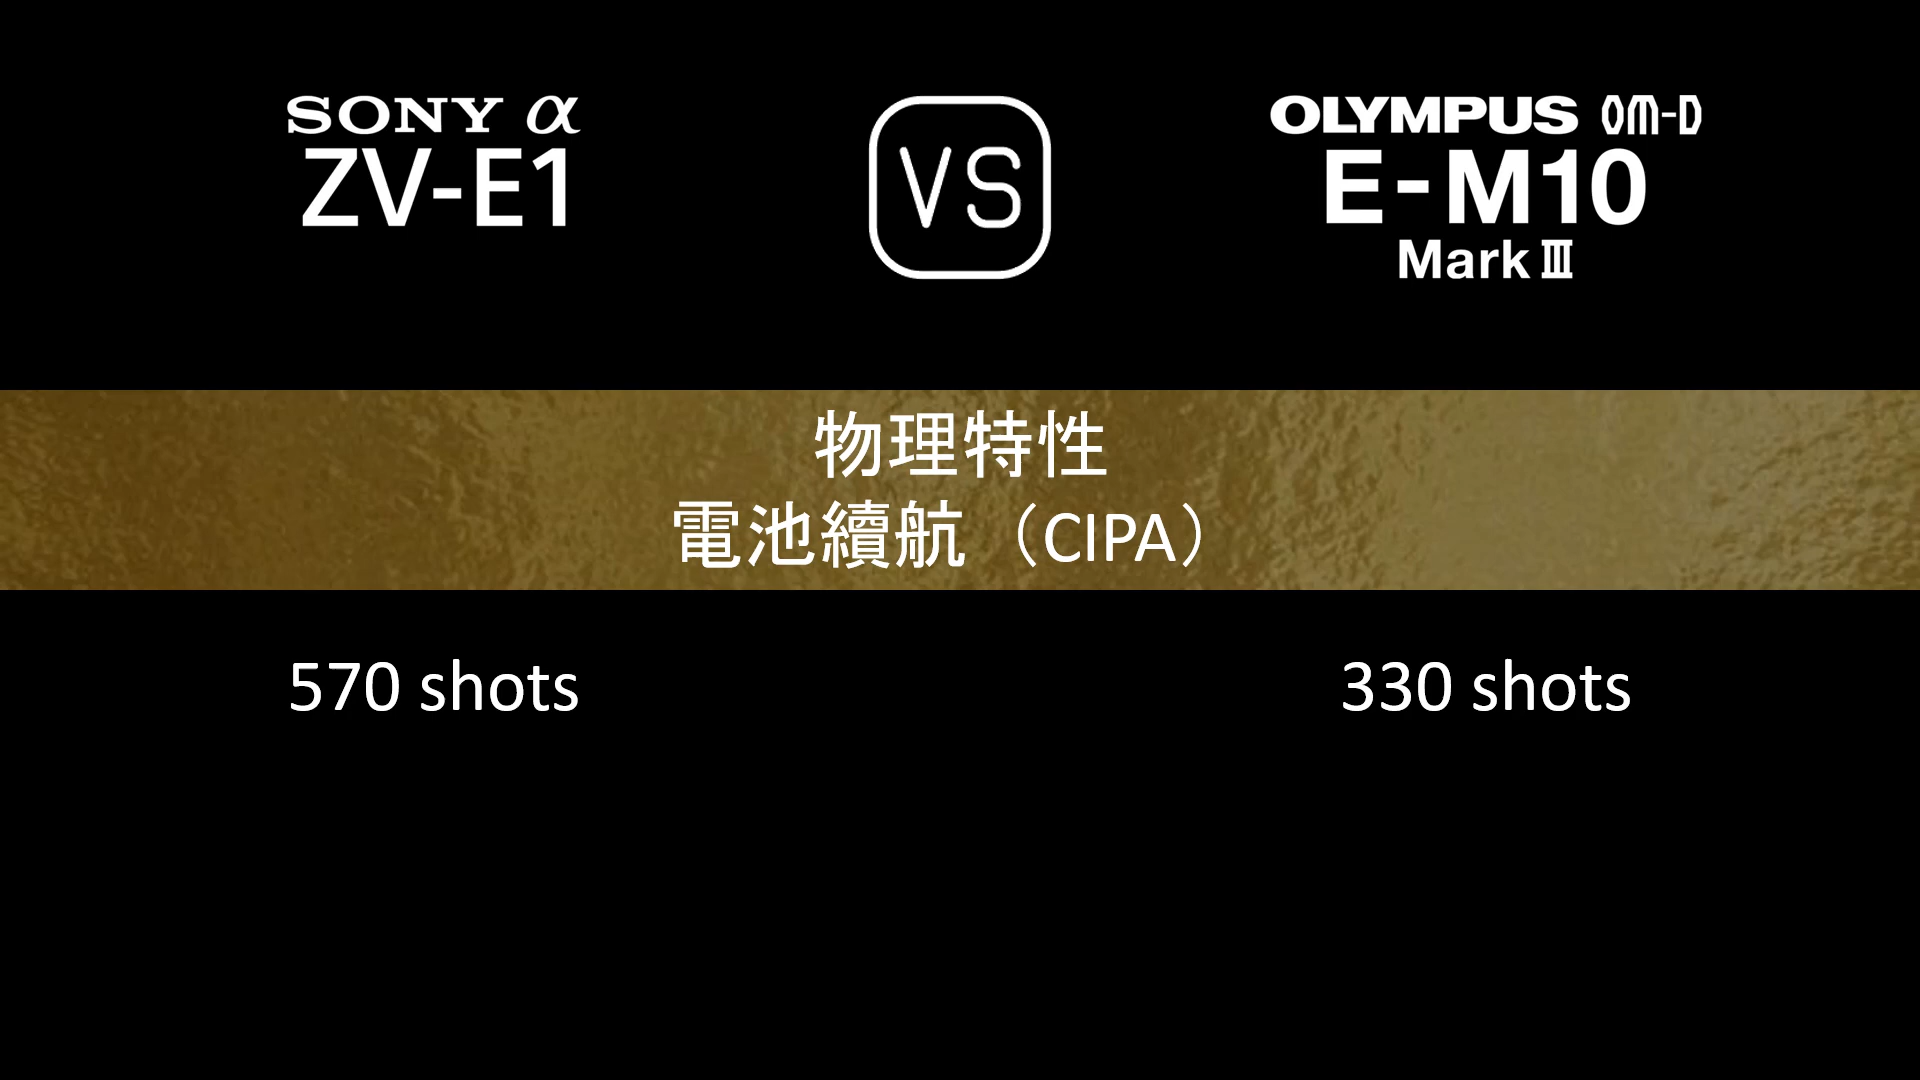 SONY α
ZV-E1
VS
OLYMPUS OM-D
E-M10
Mark III
物理特性
電池續航（CIPA）
570 shots
330 shots